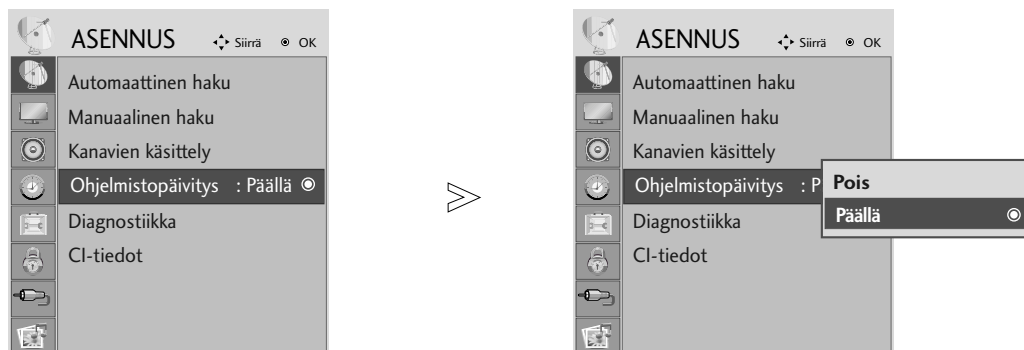 ASENNUS Siirrä OK
Automaattinen haku
Manuaalinen haku
Kanavien käsittely
Ohjelmistopäivitys : Päällä
Diagnostiikka
CI-tiedot
ASENNUS Siirrä OK
Automaattinen haku
Manuaalinen haku
Kanavien käsittely
Ohjelmistopäivitys : P
Diagnostiikka
CI-tiedot
Pois
Päällä